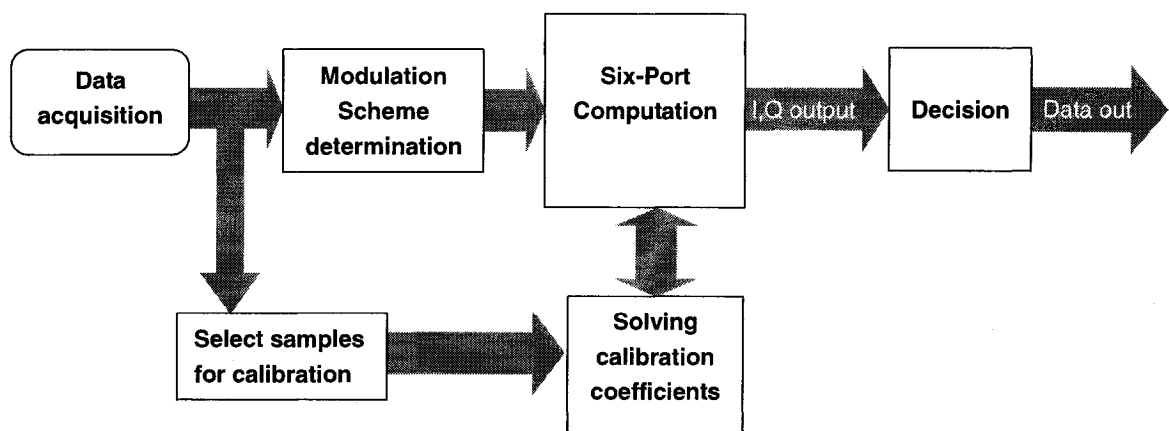 Data
acquisition
Modulation
Scheme
determination
Six-Port
Computation
I,Q output
Decision
Data out
Select samples
for calibration
Solving
calibration
coefficients